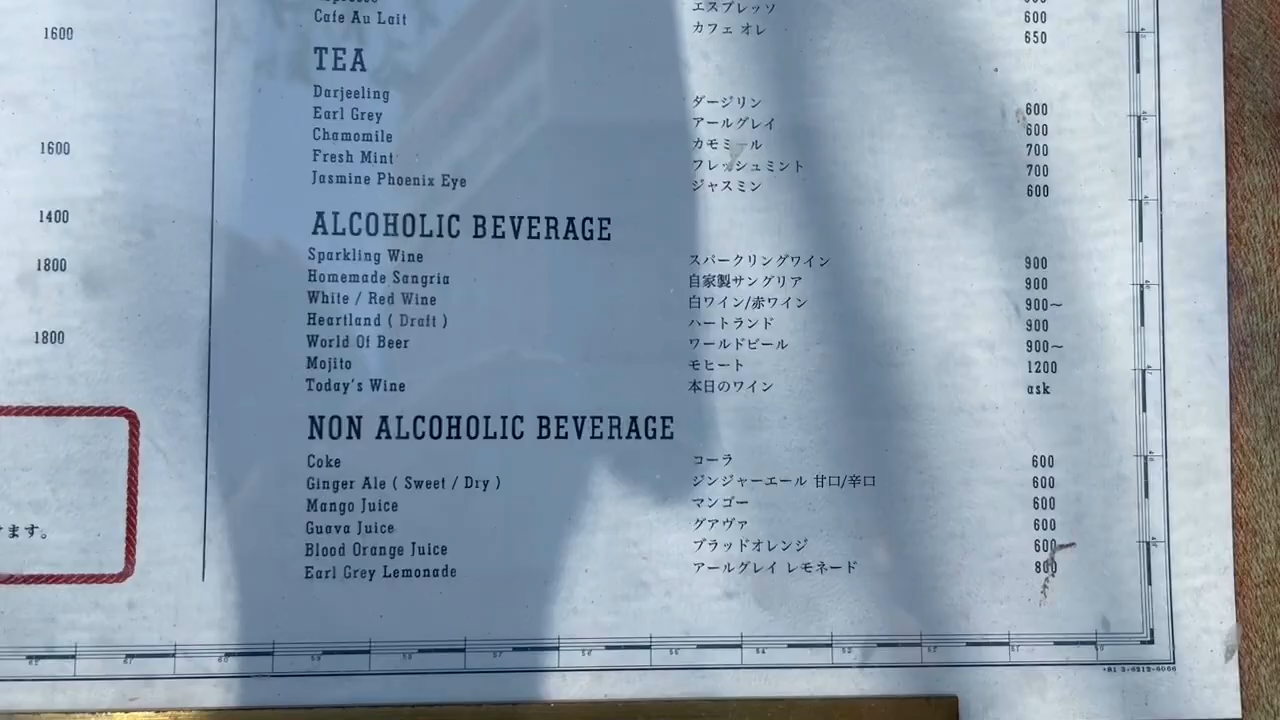 1600
1600
1400
1800
1800
けます。
Cafe Au Lait
エスプレッソ 600
カフェ オレ 650
TEA
Darjeeling ダージリン 600
Earl Grey アールグレイ 600
Chamomile カモミール 700
Fresh Mint フレッシュミント 700
Jasmine Phoenix Eye ジャスミン 600
ALCOHOLIC BEVERAGE
Sparkling Wine スパークリングワイン 900
Homemade Sangria 自家製サングリア 900
White / Red Wine 白ワイン/赤ワイン 900~
Heartland ( Draft ) ハートランド 900
World Of Beer ワールドビール 900~
Mojito モヒート 1200
Today's Wine 本日のワイン ask
NON ALCOHOLIC BEVERAGE
Coke コーラ 600
Ginger Ale ( Sweet / Dry ) ジンジャーエール 甘口/辛口 600
Mango Juice マンゴー 600
Guava Juice グアヴァ 600
Blood Orange Juice ブラッドオレンジ 600
Earl Grey Lemonade アールグレイ レモネード 800
+81 3-6212-6066